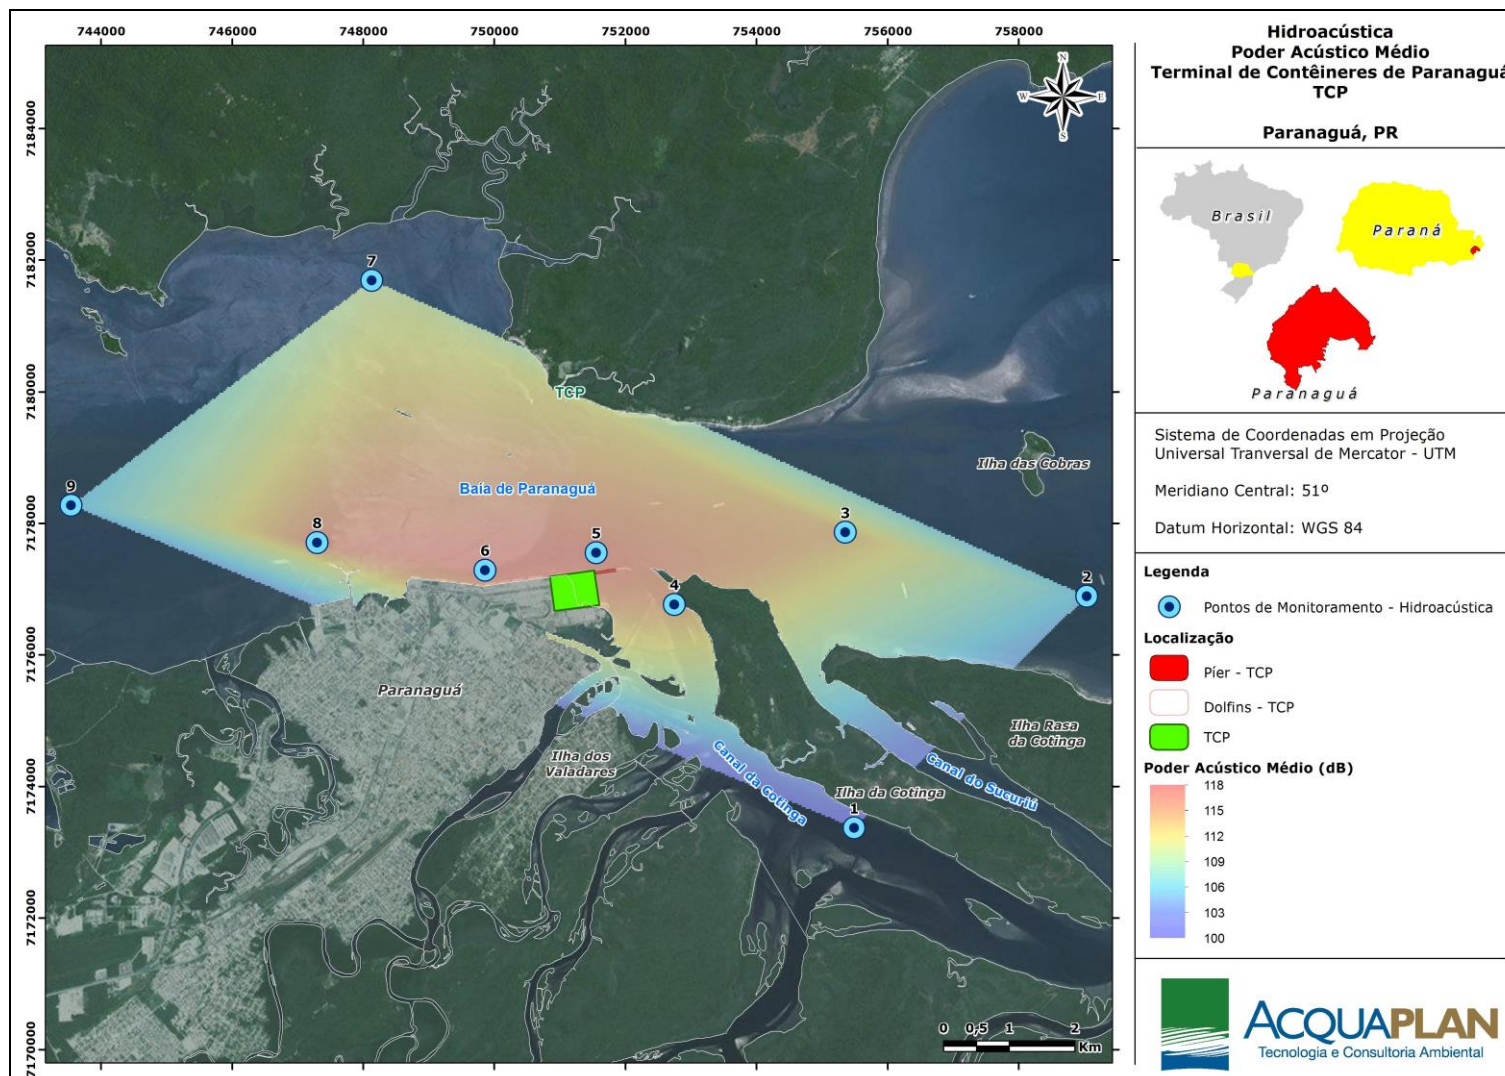 744000 746000 748000 750000 752000 754000 756000 758000
7184000
7182000
7180000
7178000
7176000
7174000
7172000
7170000
N
W E
S
7
TCP
Ilha das Cobras
Baía de Paranaguá
9
8
6
5
3
4
2
Paranaguá
Ilha dos
Valadares
Canal da Cotinga
Ilha da Cotinga
1
Canal do Sucuriú
Ilha Rasa
da Cotinga
0 0,5 1 2
Km
Hidroacústica
Poder Acústico Médio
Terminal de Contêineres de Paranaguá
TCP
Paranaguá, PR
Brasil
Paraná
Paranaguá
Sistema de Coordenadas em Projeção
Universal Tranversal de Mercator - UTM
Meridiano Central: 51º
Datum Horizontal: WGS 84
Legenda
Pontos de Monitoramento - Hidroacústica
Localização
Píer - TCP
Dolfins - TCP
TCP
Poder Acústico Médio (dB)
118
115
112
109
106
103
100
ACQUAPLAN
Tecnologia e Consultoria Ambiental